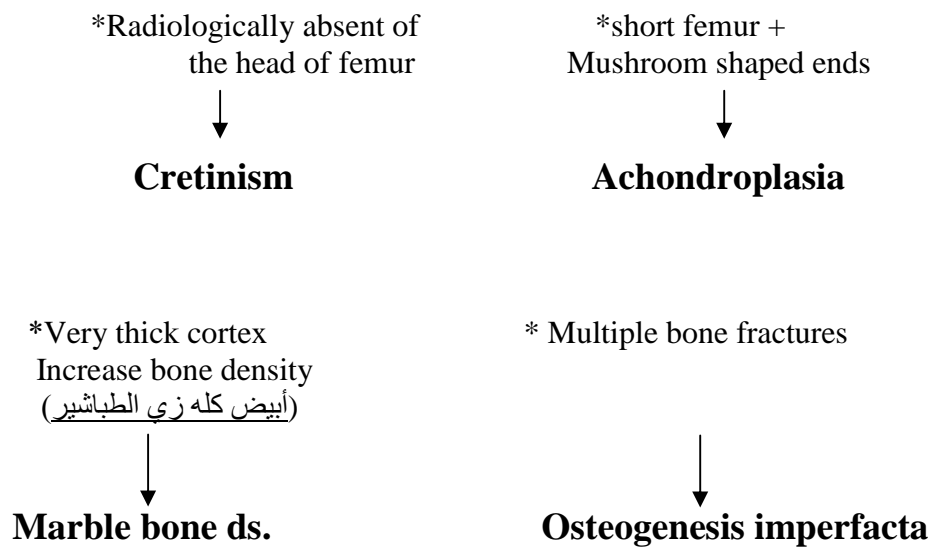 *Radiologically absent of
the head of femur
Cretinism
*short femur +
Mushroom shaped ends
Achondroplasia
*Very thick cortex
Increase bone density
(أبيض كله زي الطباشير)
Marble bone ds.
* Multiple bone fractures
Osteogenesis imperfacta